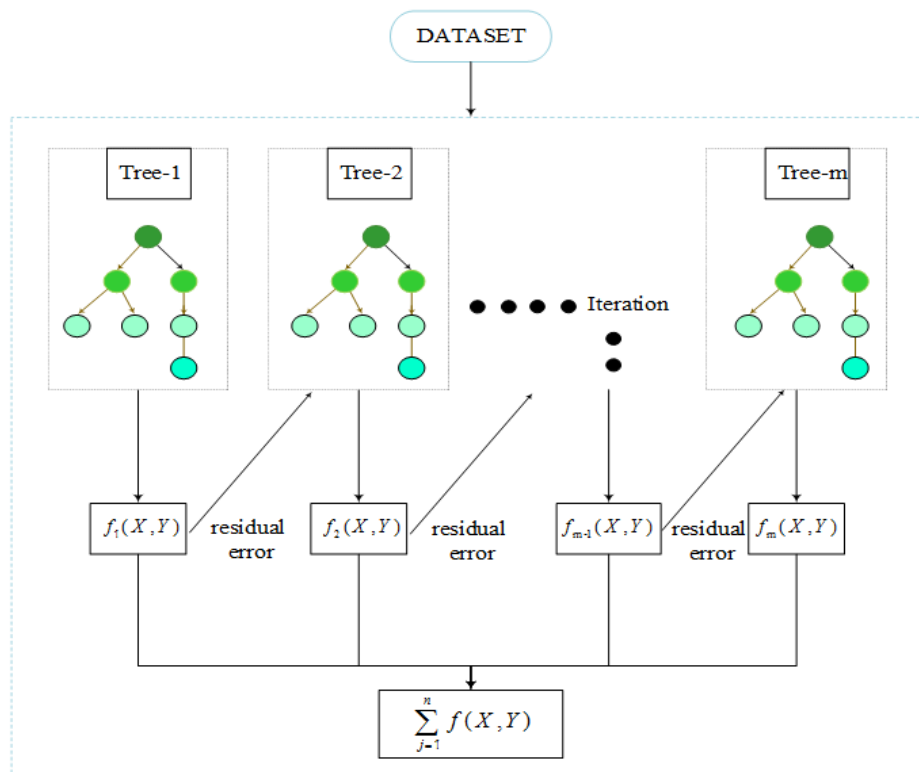 DATASET
Tree-1
Tree-2
Tree-m
Iteration
f₁(X,Y)
residual
error
f₂(X,Y)
residual
error
fₘ₋₁(X,Y)
residual
error
fₘ(X,Y)
∑ⁿⱼ₌₁ f(X,Y)